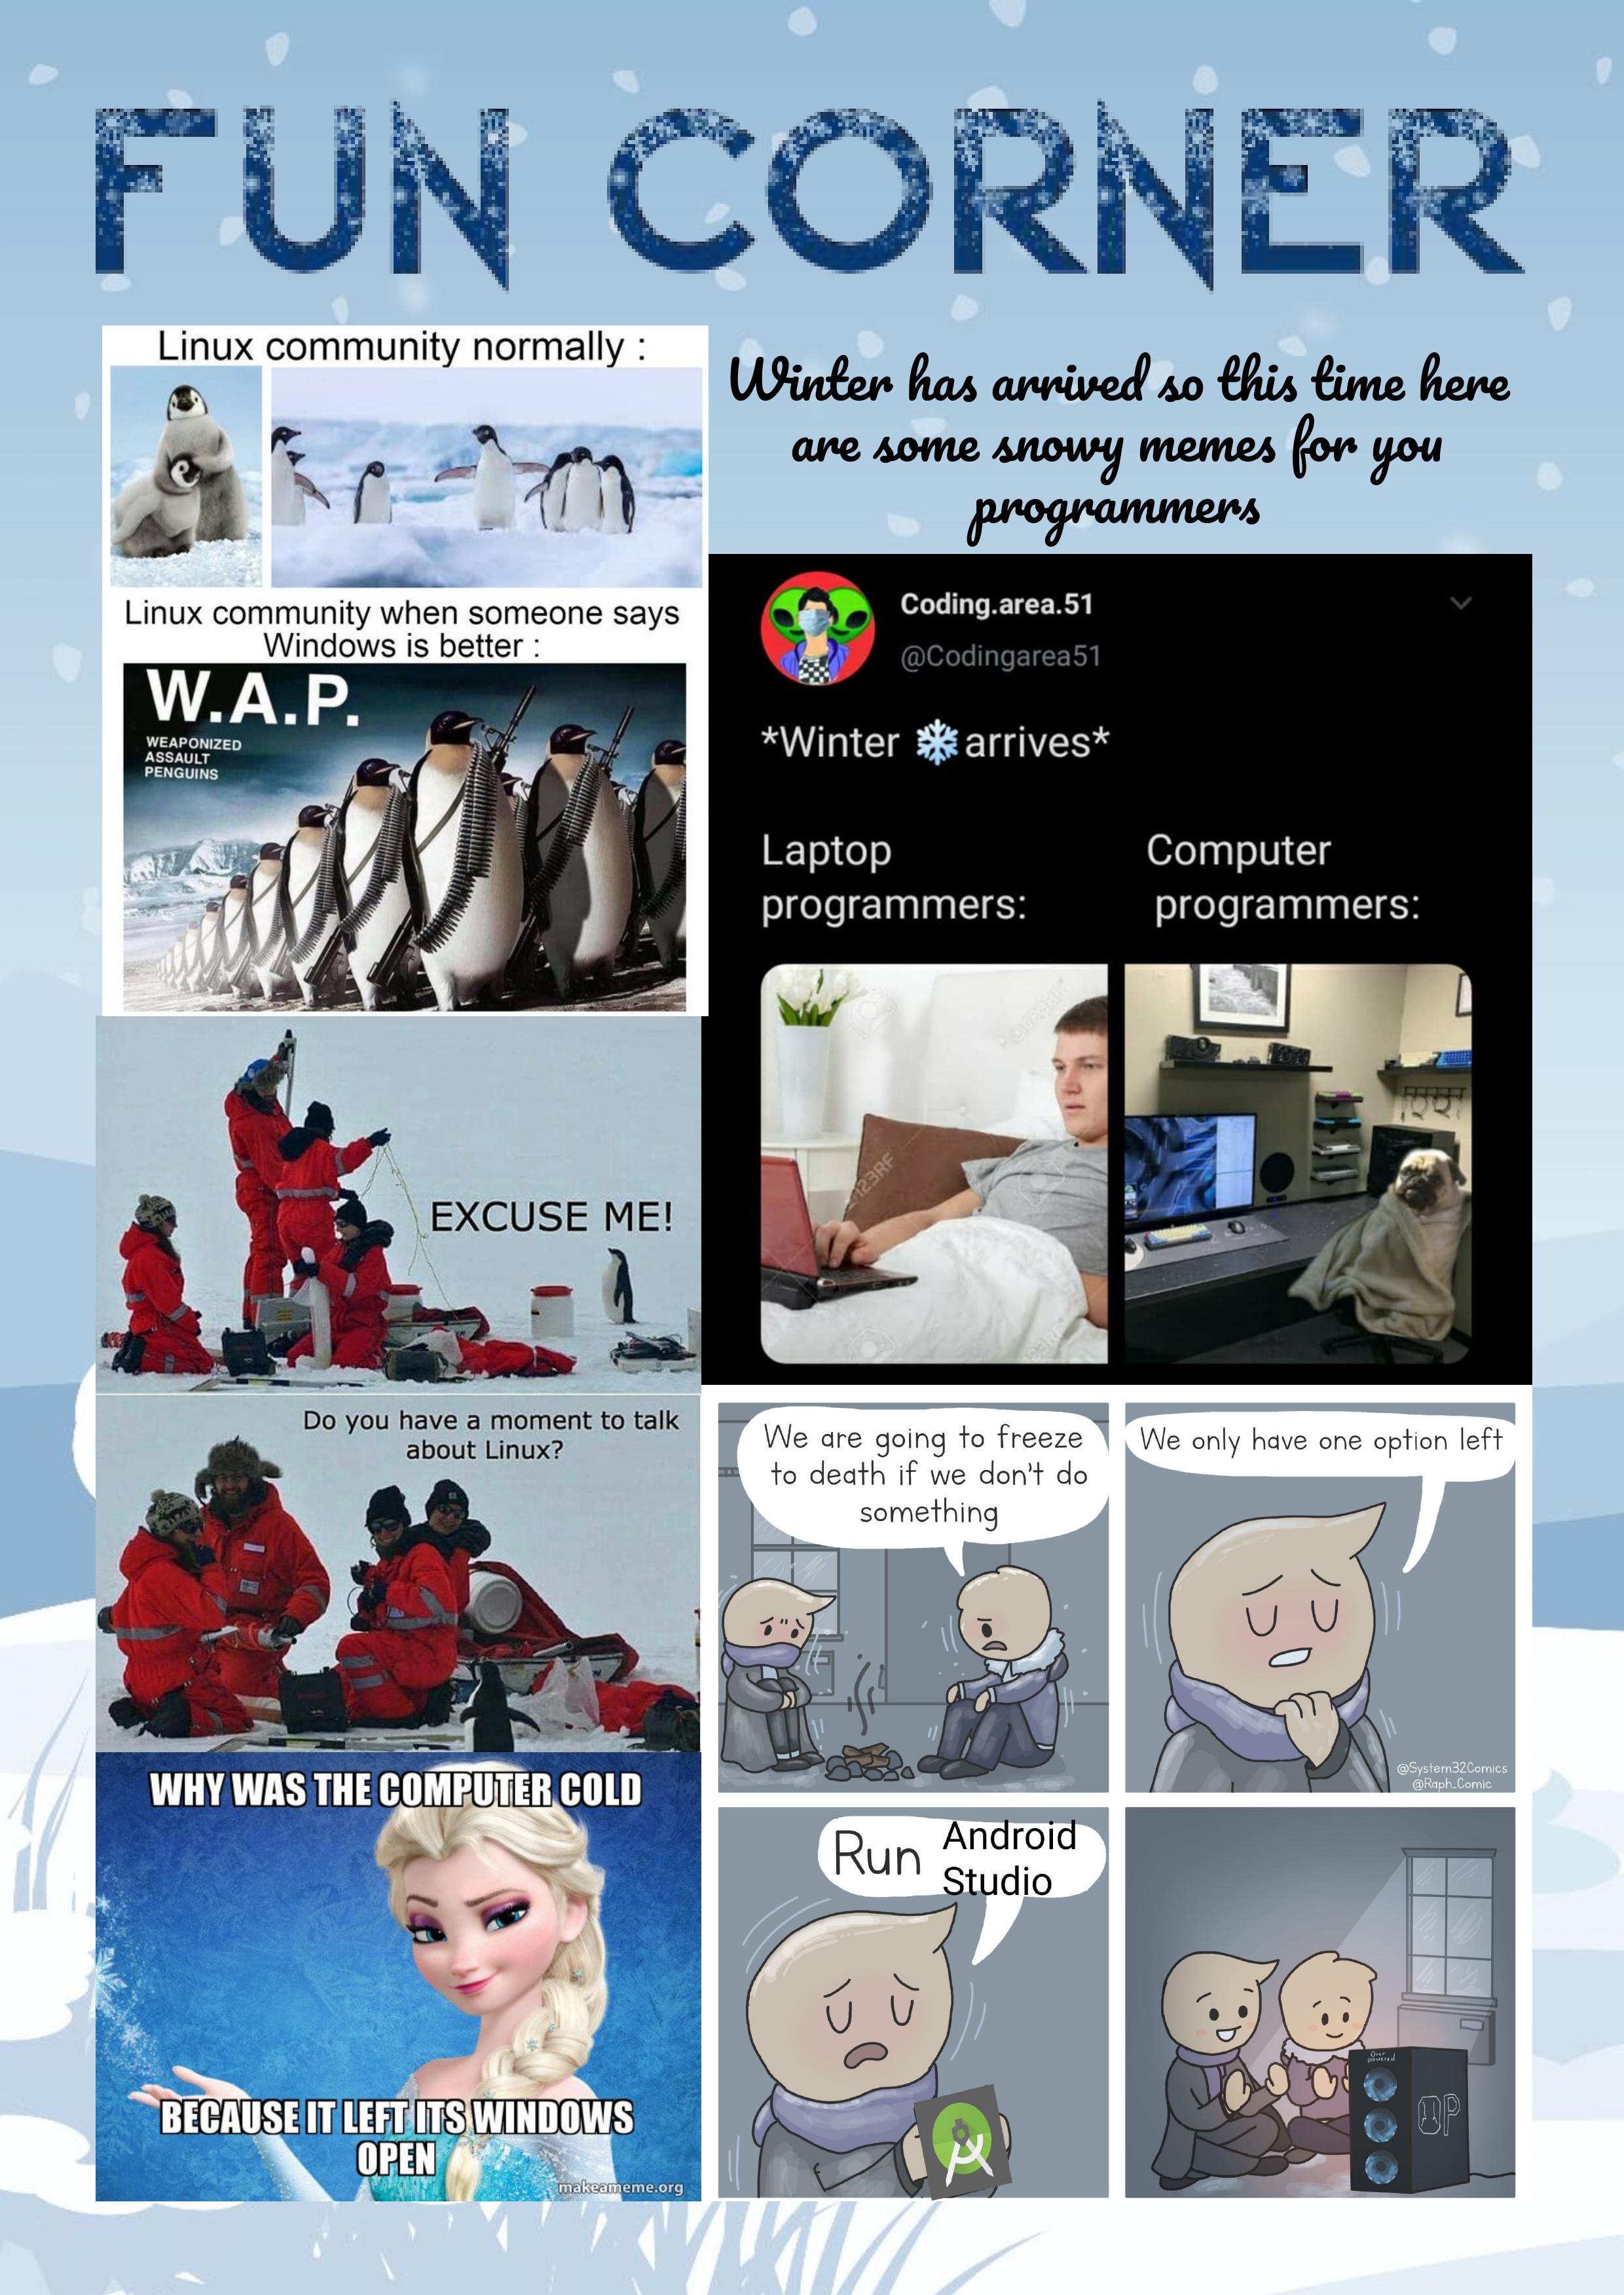 FUN CORNER
Linux community normally :
Linux community when someone says
Windows is better :
W.A.P.
WEAPONIZED
ASSAULT
PENGUINS
Winter has arrived so this time here
are some snowy memes for you
programmers
Coding.area.51
@Codingarea51
*Winter ❄️ arrives*
Laptop
programmers:
Computer
programmers:
EXCUSE ME!
Do you have a moment to talk
about Linux?
WHY WAS THE COMPUTER COLD
BECAUSE IT LEFT ITS WINDOWS
OPEN
makeameme.org
We are going to freeze
to death if we don't do
something
We only have one option left
@System32Comics
@Raph_Comic
Run Android
Studio
Over
powered
OP
123RF